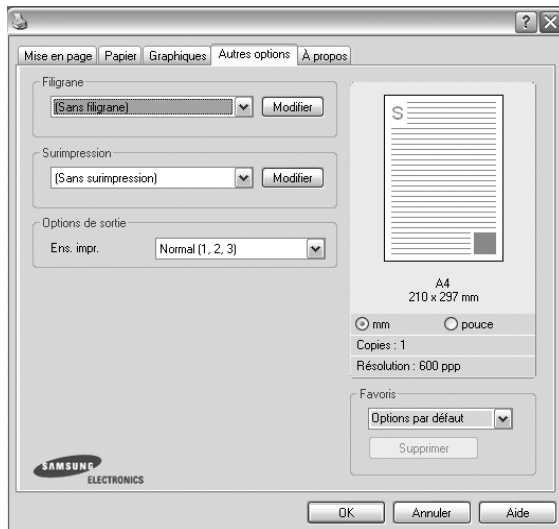 Mise en page Papier Graphiques Autres options À propos
Filigrane
(Sans filigrane) Modifier
Surimpression
(Sans surimpression) Modifier
Options de sortie
Ens. impr. Normal (1, 2, 3)
S
A4
210 x 297 mm
mm pouce
Copies : 1
Résolution : 600 ppp
Favoris
Options par défaut
Supprimer
SAMSUNG
ELECTRONICS
OK Annuler Aide